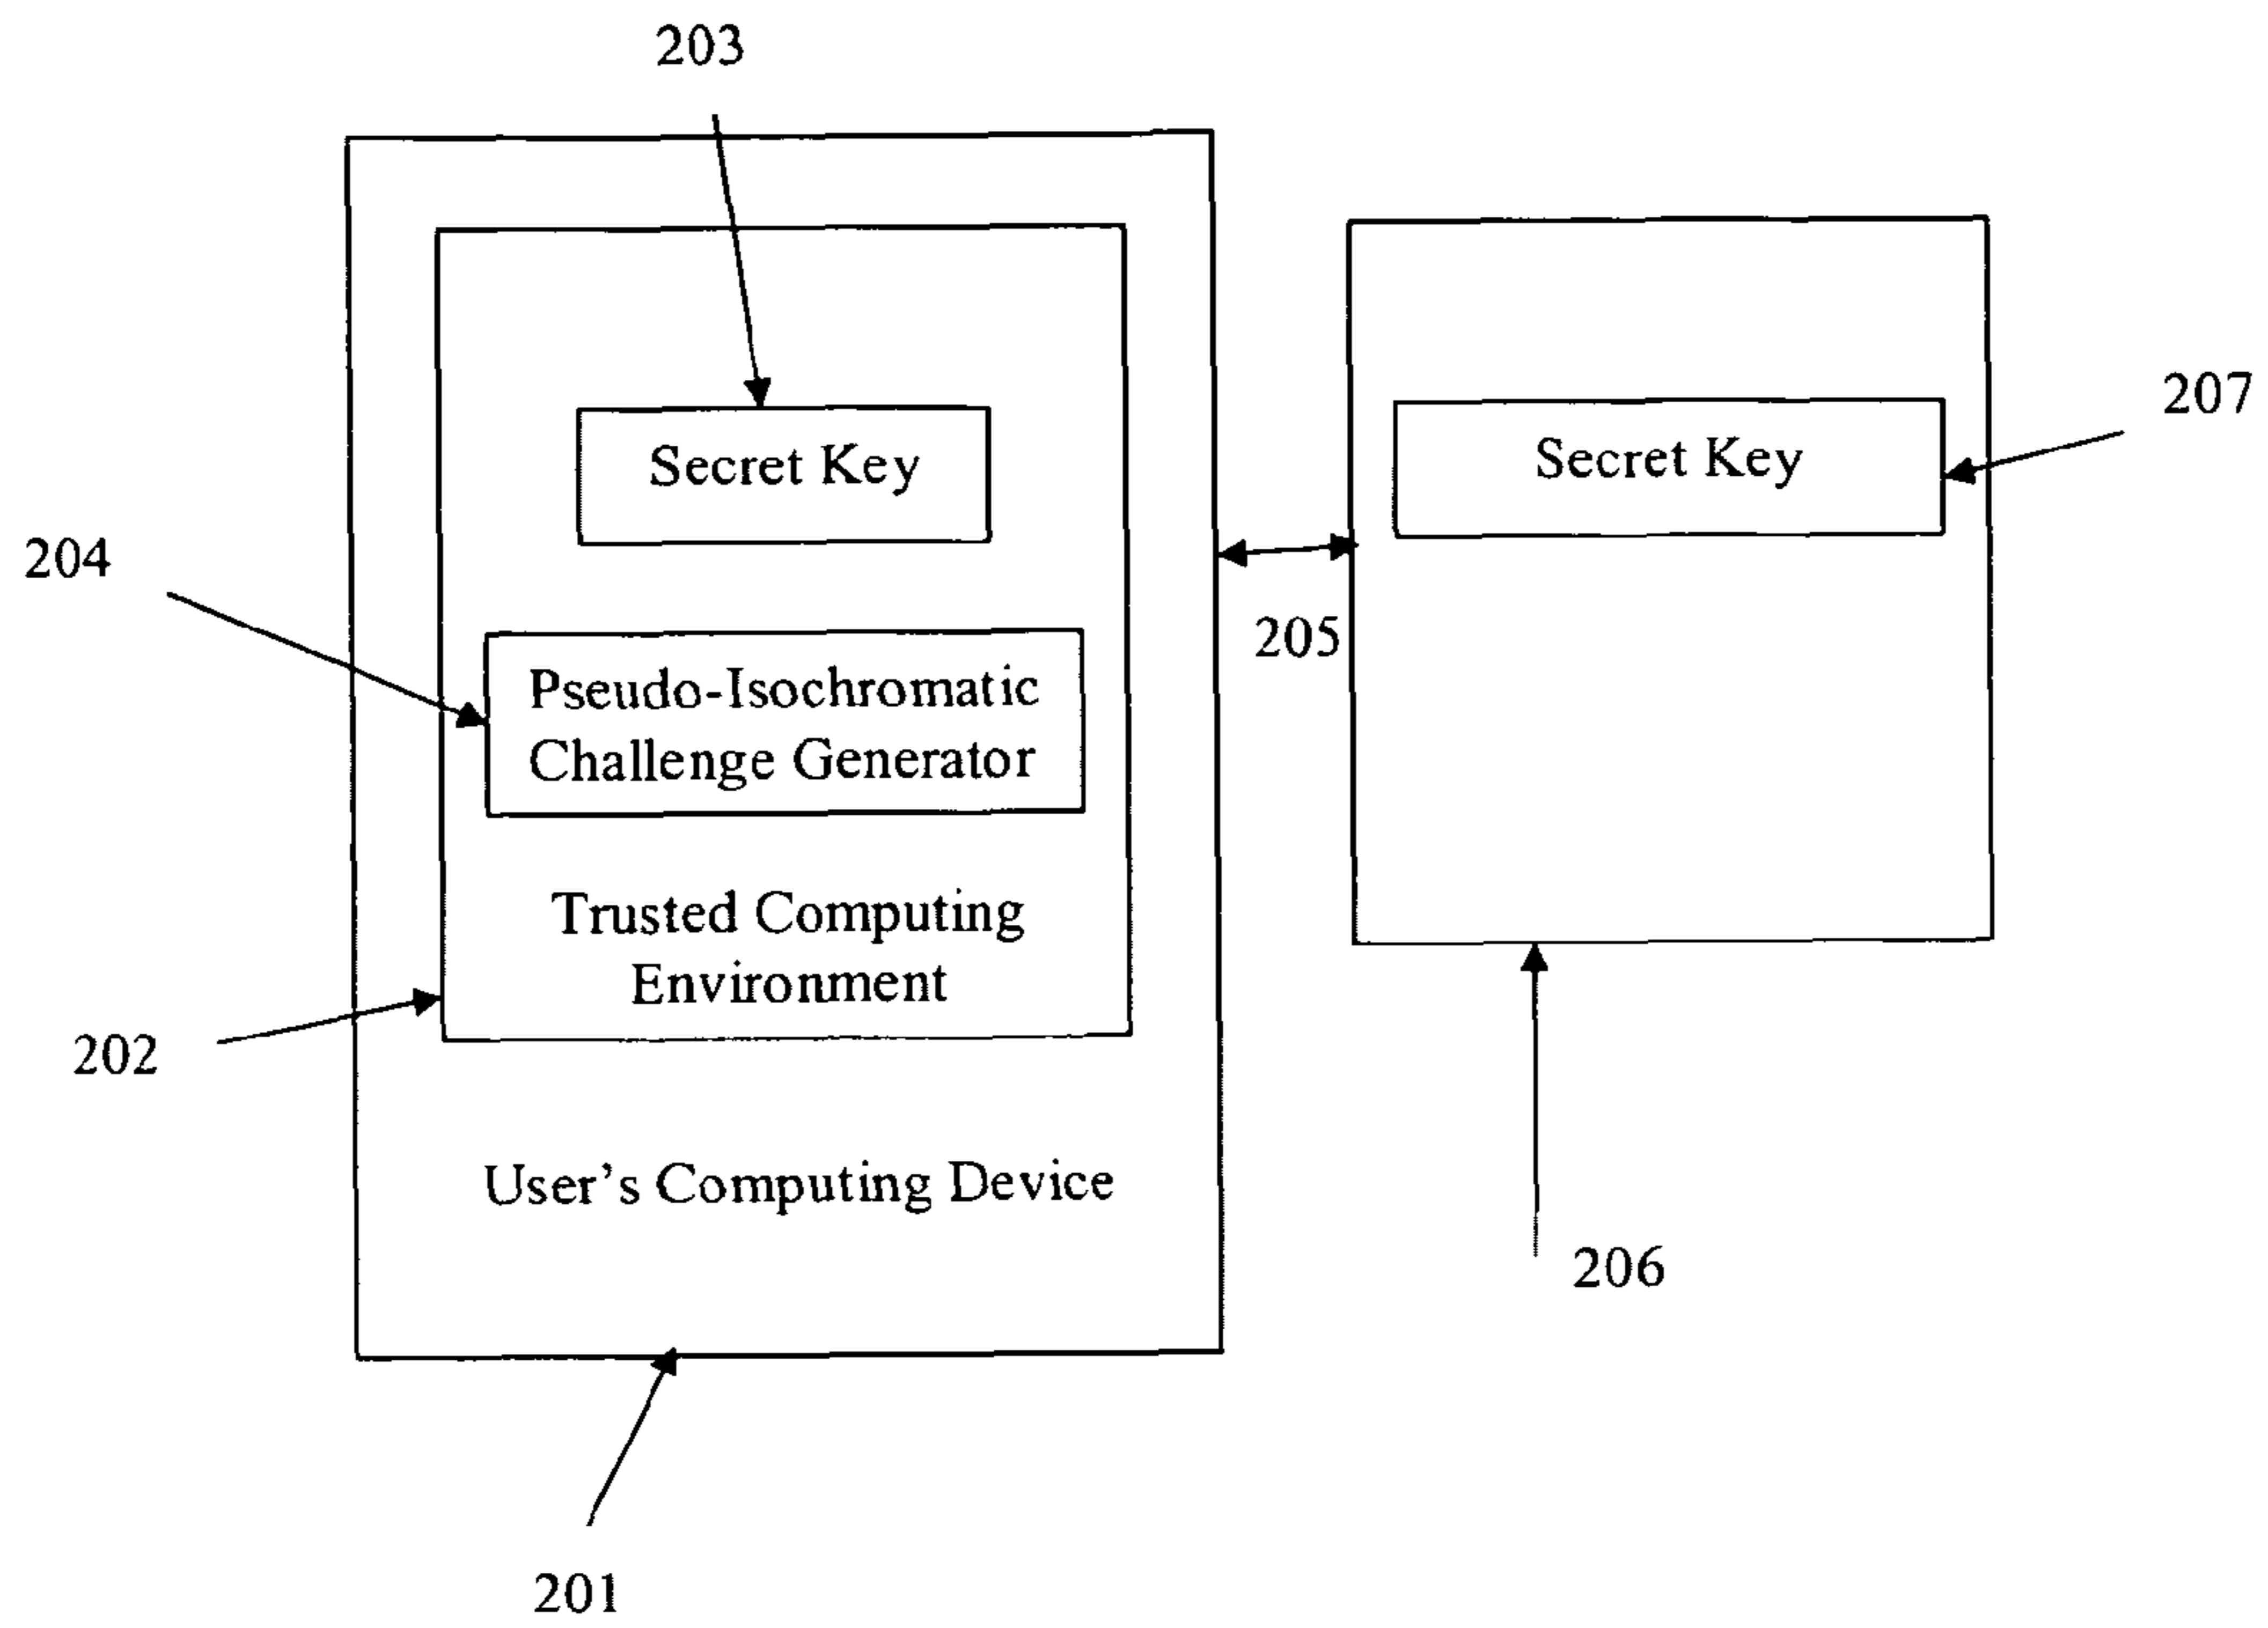 203
Secret Key
Secret Key
207
204
205
Pseudo-Isochromatic
Challenge Generator
Trusted Computing
Environment
202
User's Computing Device
206
201